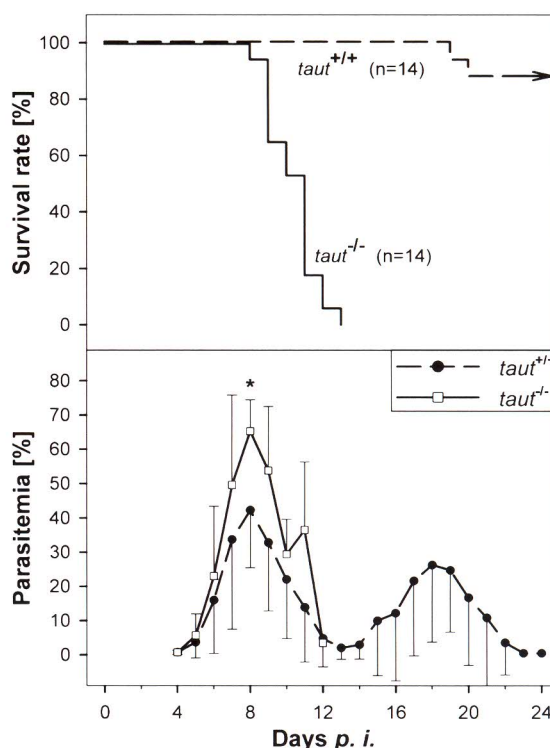 Survival rate [%]
100
80
60
40
20
0
taut+/+ (n=14)
taut-/- (n=14)
Parasitemia [%]
80
70
60
50
40
30
20
10
0
*
taut+/+
taut-/-
0 4 8 12 16 20 24
Days p. i.